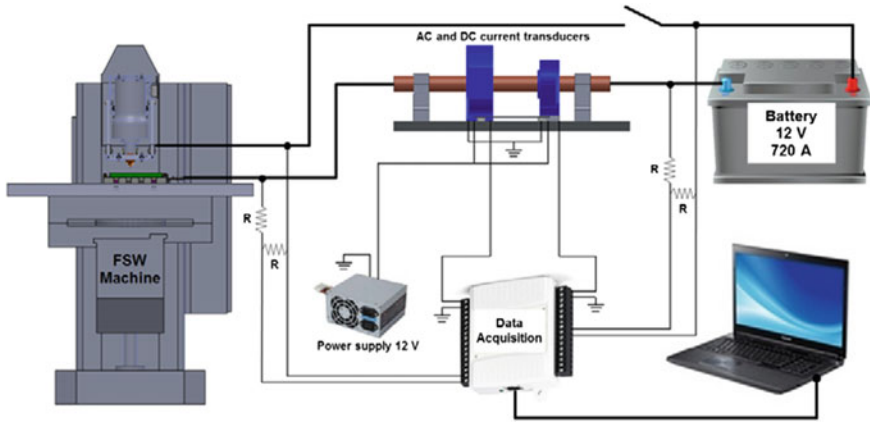 AC and DC current transducers
Battery
12 V
720 A
R
R
R
R
FSW
Machine
Data
Acquisition
Power supply 12 V